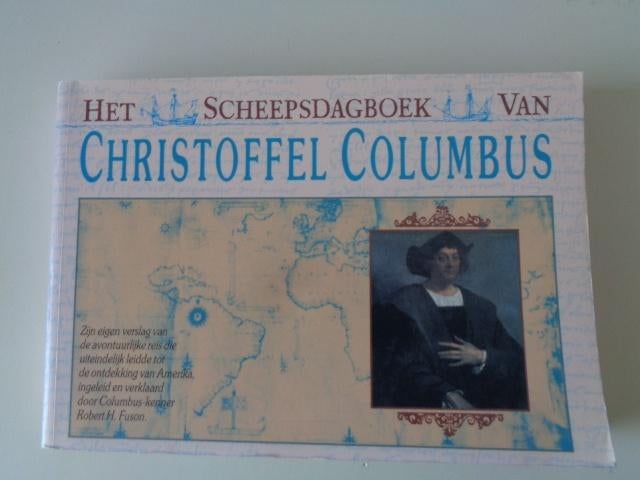 HET SCHEEPSDAGBOEK VAN
CHRISTOFFEL COLUMBUS
Zijn eigen verslag van
de avontuurlijke reis die
uiteindelijk leidde tot
de ontdekking van Amerika,
ingeleid en verklaard
door Columbus-kenner
Robert H. Fuson.